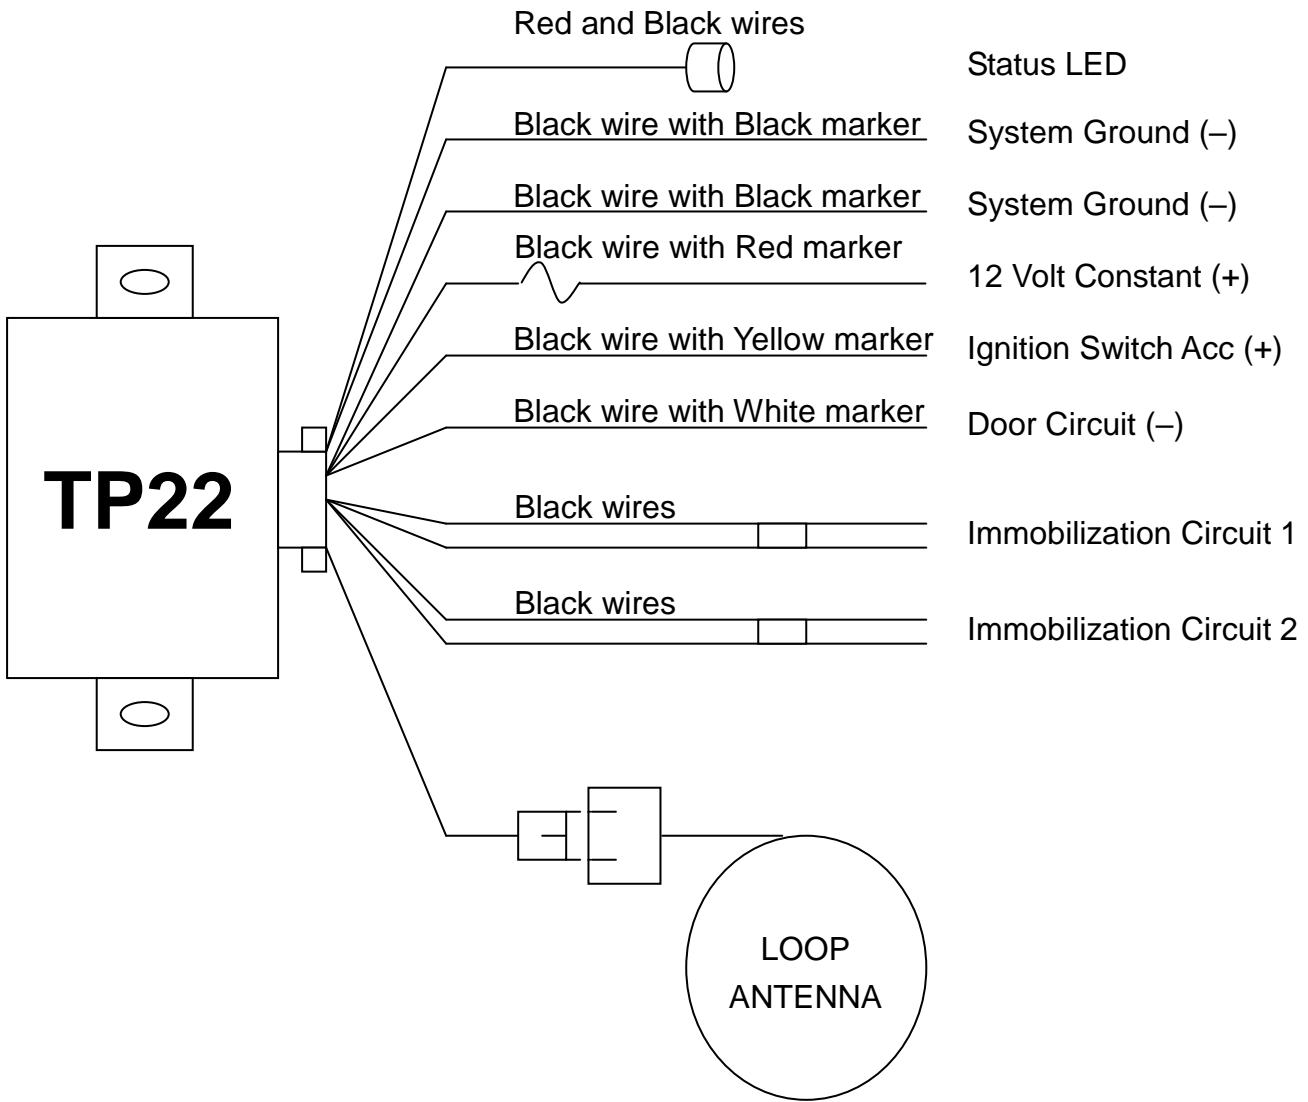 Red and Black wires
Status LED
Black wire with Black marker
System Ground (–)
Black wire with Black marker
System Ground (–)
Black wire with Red marker
12 Volt Constant (+)
Black wire with Yellow marker
Ignition Switch Acc (+)
Black wire with White marker
Door Circuit (–)
TP22
Black wires
Immobilization Circuit 1
Black wires
Immobilization Circuit 2
LOOP
ANTENNA